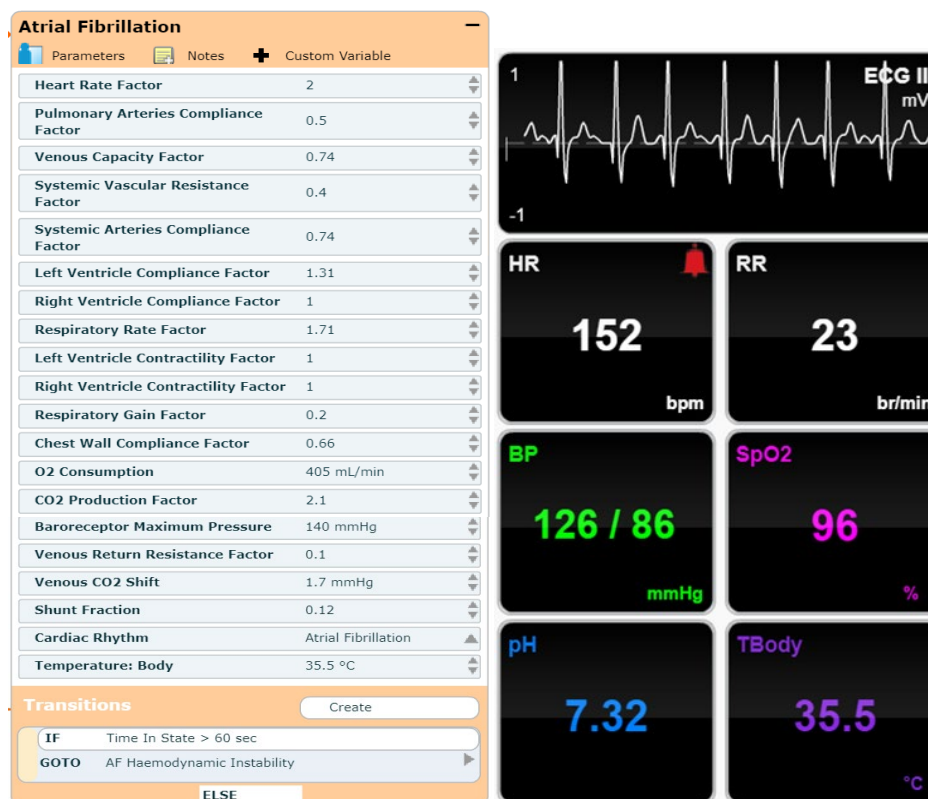 Atrial Fibrillation
Parameters Notes Custom Variable
Heart Rate Factor 2
Pulmonary Arteries Compliance
Factor 0.5
Venous Capacity Factor 0.74
Systemic Vascular Resistance
Factor 0.4
Systemic Arteries Compliance
Factor 0.74
Left Ventricle Compliance Factor 1.31
Right Ventricle Compliance Factor 1
Respiratory Rate Factor 1.71
Left Ventricle Contractility Factor 1
Right Ventricle Contractility Factor 1
Respiratory Gain Factor 0.2
Chest Wall Compliance Factor 0.66
O2 Consumption 405 mL/min
CO2 Production Factor 2.1
Baroreceptor Maximum Pressure 140 mmHg
Venous Return Resistance Factor 0.1
Venous CO2 Shift 1.7 mmHg
Shunt Fraction 0.12
Cardiac Rhythm Atrial Fibrillation
Temperature: Body 35.5 °C
Transitions Create
IF Time In State > 60 sec
GOTO AF Haemodynamic Instability
ELSE
1 ECG II
mV
-1
HR
152
bpm
RR
23
br/min
BP
126 / 86
mmHg
SpO2
96
%
pH
7.32
TBody
35.5
°C